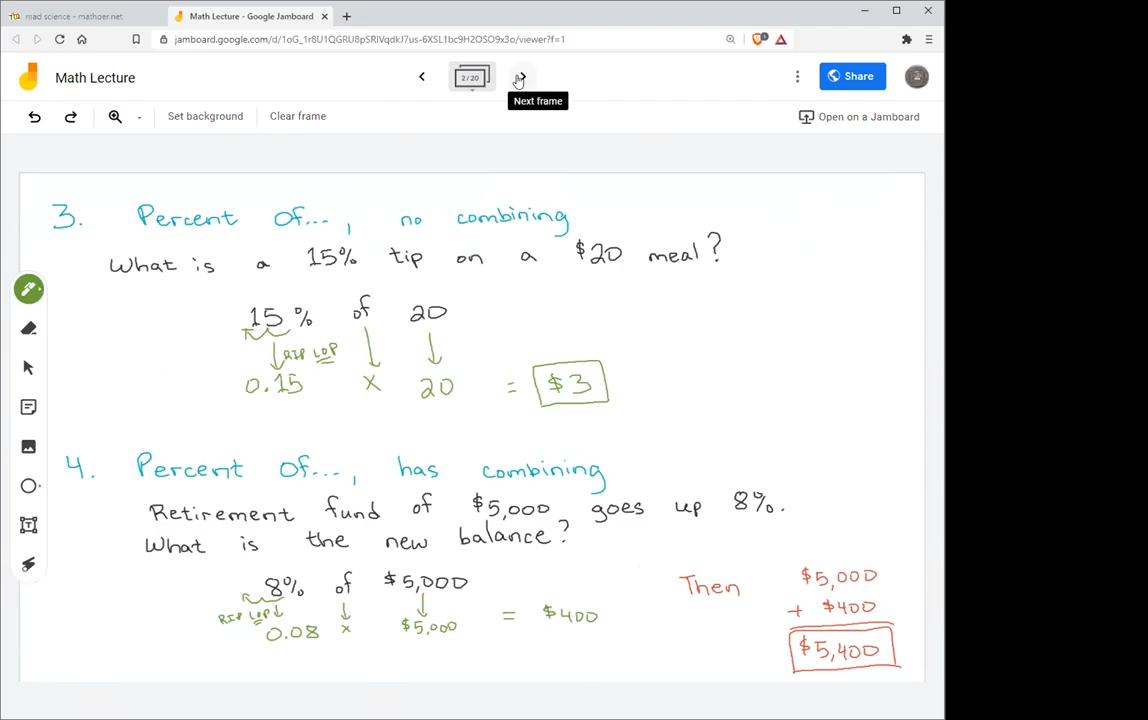 mad science - mathoer.net
Math Lecture - Google Jamboard
jamboard.google.com/d/1oG_1r8U1QGRU8pSRIVqdkJ7us-6XSL1bc9H2OSO9x3o/viewer?f=1
Math Lecture
2 / 20
Share
Next frame
Set background
Clear frame
Open on a Jamboard
3. Percent of..., no combining
What is a 15% tip on a $20 meal?
15% of 20
RIP LOP
0.15 x 20 = $3
4. Percent of..., has combining
Retirement fund of $5,000 goes up 8%.
What is the new balance?
8% of $5,000
RIP LOP
0.08 x $5,000 = $400
Then $5,000
+ $400
$5,400